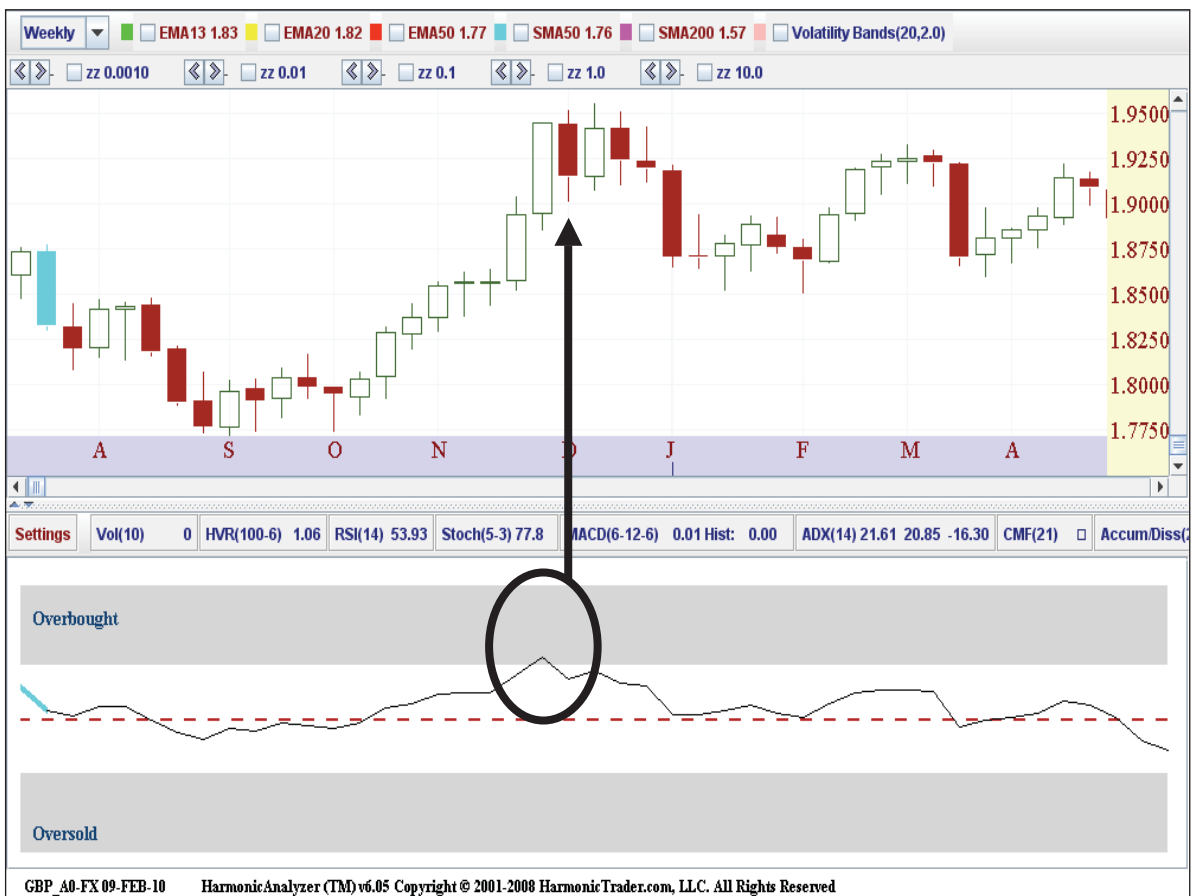 Weekly EMA13 1.83 EMA20 1.82 EMA50 1.77 SMA50 1.76 SMA200 1.57 Volatility Bands(20,2.0)
zz 0.0010 zz 0.01 zz 0.1 zz 1.0 zz 10.0
1.9500
1.9250
1.9000
1.8750
1.8500
1.8250
1.8000
1.7750
A S O N D J F M A
Settings Vol(10) 0 HVR(100-6) 1.06 RSI(14) 53.93 Stoch(5-3) 77.8 MACD(6-12-6) 0.01 Hist: 0.00 ADX(14) 21.61 20.85 -16.30 CMF(21) Accum/Diss(
Overbought
Oversold
GBP_A0-FX 09-FEB-10 HarmonicAnalyzer (TM) v6.05 Copyright © 2001-2008 HarmonicTrader.com, LLC. All Rights Reserved